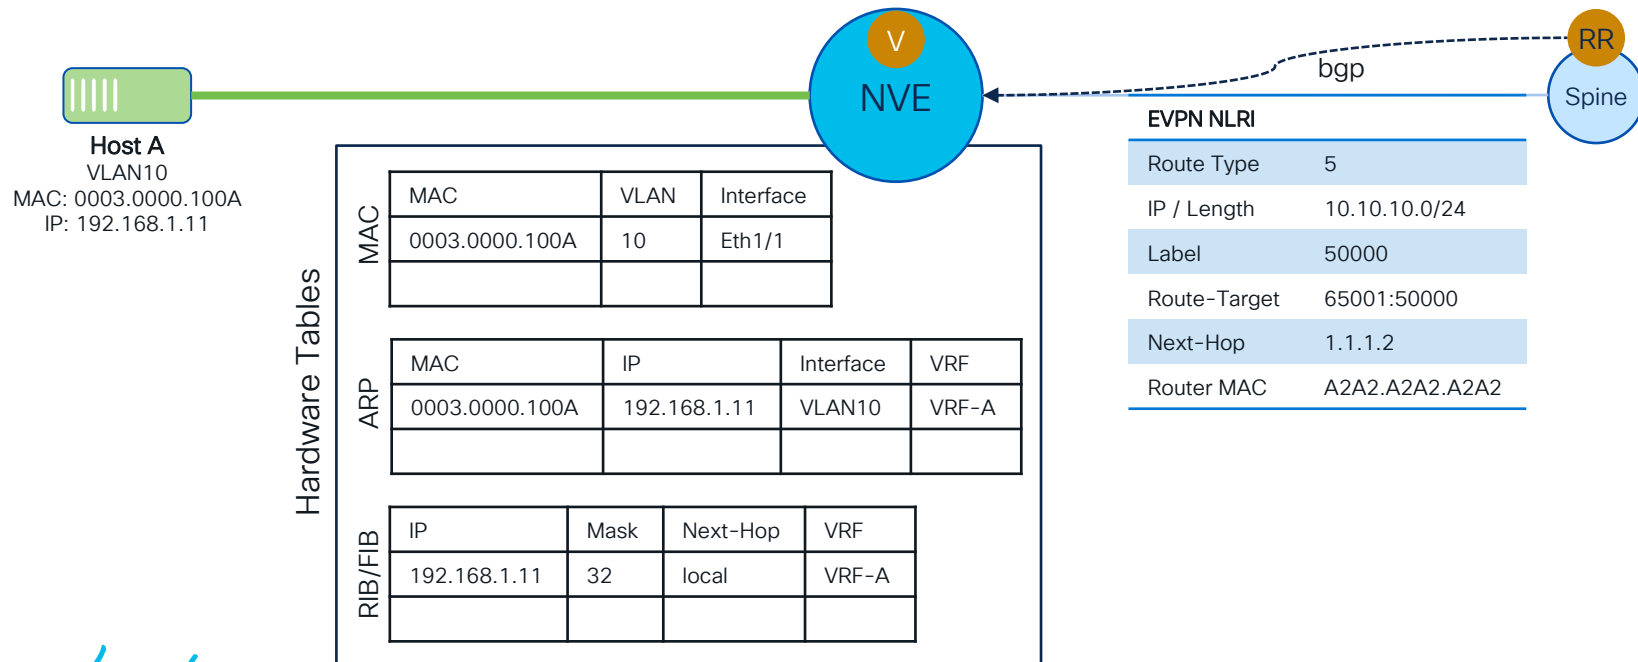 V
NVE
RR
Spine
bgp
Host A
VLAN10
MAC: 0003.0000.100A
IP: 192.168.1.11
Hardware Tables
MAC
MAC VLAN Interface
0003.0000.100A 10 Eth1/1
ARP
MAC IP Interface VRF
0003.0000.100A 192.168.1.11 VLAN10 VRF-A
RIB/FIB
IP Mask Next-Hop VRF
192.168.1.11 32 local VRF-A
EVPN NLRI
Route Type 5
IP / Length 10.10.10.0/24
Label 50000
Route-Target 65001:50000
Next-Hop 1.1.1.2
Router MAC A2A2.A2A2.A2A2